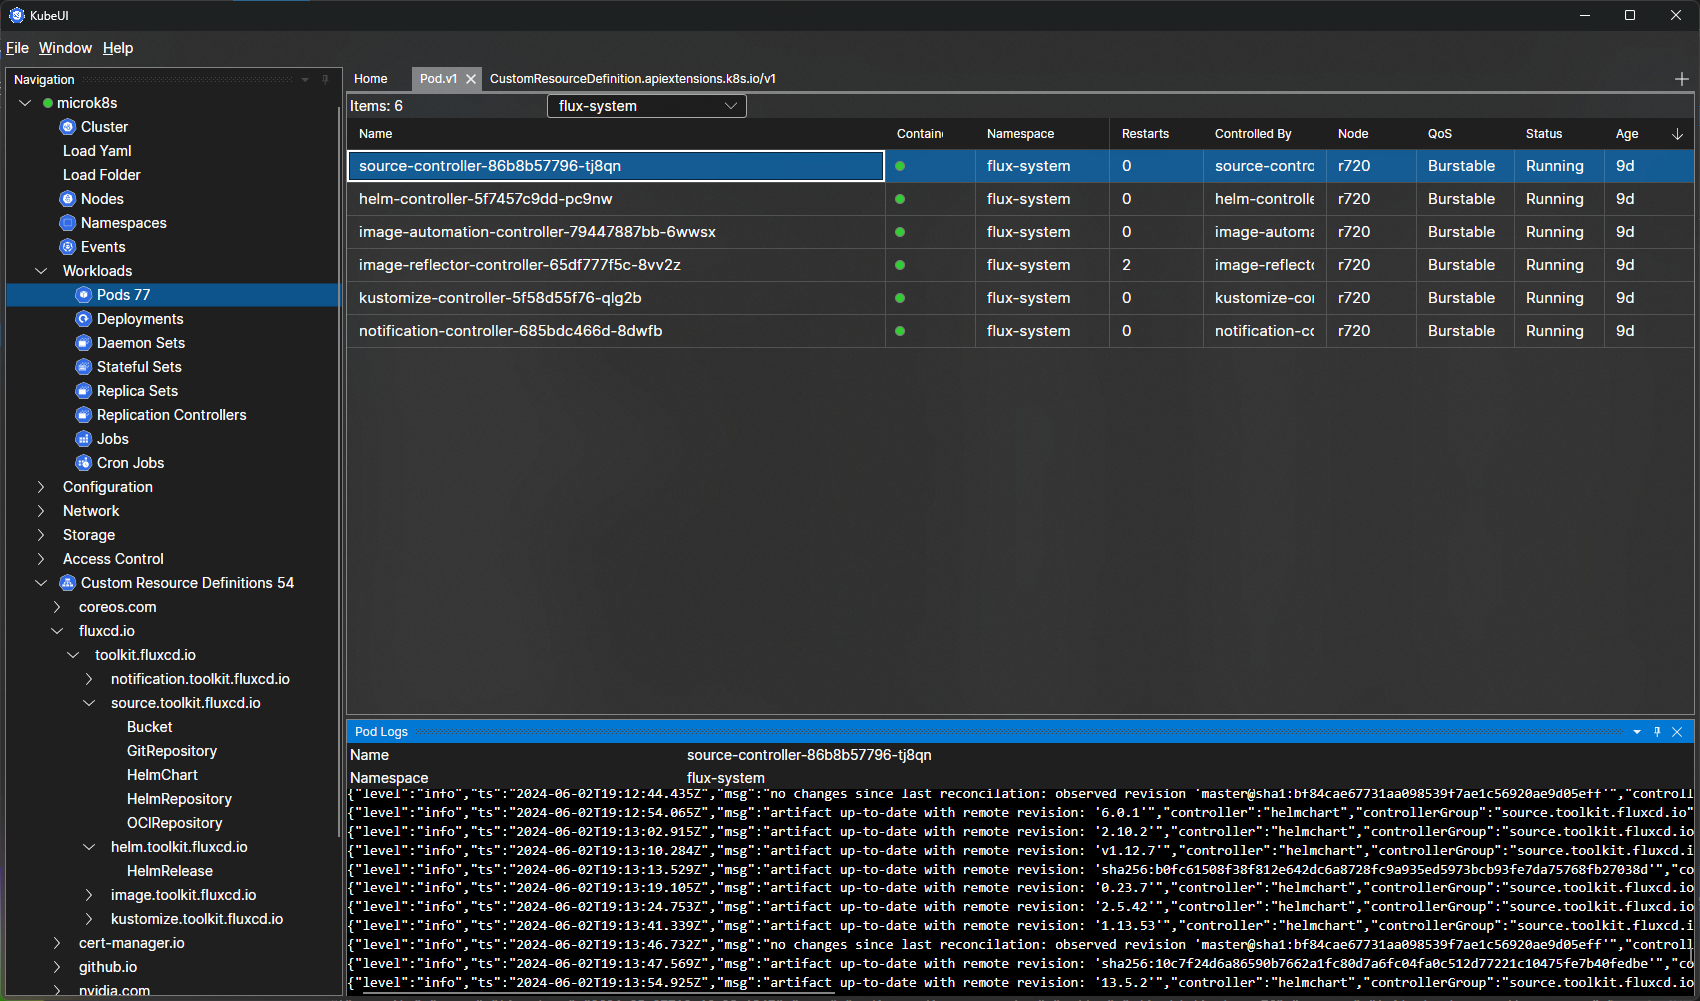 KubeUI
File Window Help
Navigation
microk8s
Cluster
Load Yaml
Load Folder
Nodes
Namespaces
Events
Workloads
Pods 77
Deployments
Daemon Sets
Stateful Sets
Replica Sets
Replication Controllers
Jobs
Cron Jobs
Configuration
Network
Storage
Access Control
Custom Resource Definitions 54
coreos.com
fluxcd.io
toolkit.fluxcd.io
notification.toolkit.fluxcd.io
source.toolkit.fluxcd.io
Bucket
GitRepository
HelmChart
HelmRepository
OCIRepository
helm.toolkit.fluxcd.io
HelmRelease
image.toolkit.fluxcd.io
kustomize.toolkit.fluxcd.io
cert-manager.io
github.io
nvidia.com
Home Pod.v1 CustomResourceDefinition.apiextensions.k8s.io/v1
Items: 6 flux-system
Name Containe Namespace Restarts Controlled By Node QoS Status Age
source-controller-86b8b57796-tj8qn flux-system 0 source-contro r720 Burstable Running 9d
helm-controller-5f7457c9dd-pc9nw flux-system 0 helm-controlle r720 Burstable Running 9d
image-automation-controller-79447887bb-6wwsx flux-system 0 image-automa r720 Burstable Running 9d
image-reflector-controller-65df777f5c-8vv2z flux-system 2 image-reflectc r720 Burstable Running 9d
kustomize-controller-5f58d55f76-qlg2b flux-system 0 kustomize-coi r720 Burstable Running 9d
notification-controller-685bdc466d-8dwfb flux-system 0 notification-cc r720 Burstable Running 9d
Pod Logs
Name source-controller-86b8b57796-tj8qn
Namespace flux-system
{"level":"info","ts":"2024-06-02T19:12:44.435Z","msg":"no changes since last reconcilation: observed revision 'master@sha1:bf84cae67731aa098539f7ae1c56920ae9d05eff'","controll
{"level":"info","ts":"2024-06-02T19:12:54.065Z","msg":"artifact up-to-date with remote revision: '6.0.1'","controller":"helmchart","controllerGroup":"source.toolkit.fluxcd.io"
{"level":"info","ts":"2024-06-02T19:13:02.915Z","msg":"artifact up-to-date with remote revision: '2.10.2'","controller":"helmchart","controllerGroup":"source.toolkit.fluxcd.io
{"level":"info","ts":"2024-06-02T19:13:10.284Z","msg":"artifact up-to-date with remote revision: 'v1.12.7'","controller":"helmchart","controllerGroup":"source.toolkit.fluxcd.i
{"level":"info","ts":"2024-06-02T19:13:13.529Z","msg":"artifact up-to-date with remote revision: 'sha256:b0fc61508f38f812e642dc6a8728fc9a935ed5973bcb93fe7da75768fb27038d'","co
{"level":"info","ts":"2024-06-02T19:13:19.105Z","msg":"artifact up-to-date with remote revision: '0.23.7'","controller":"helmchart","controllerGroup":"source.toolkit.fluxcd.io
{"level":"info","ts":"2024-06-02T19:13:24.753Z","msg":"artifact up-to-date with remote revision: '2.5.42'","controller":"helmchart","controllerGroup":"source.toolkit.fluxcd.io
{"level":"info","ts":"2024-06-02T19:13:41.339Z","msg":"artifact up-to-date with remote revision: '1.13.53'","controller":"helmchart","controllerGroup":"source.toolkit.fluxcd.i
{"level":"info","ts":"2024-06-02T19:13:46.732Z","msg":"no changes since last reconcilation: observed revision 'master@sha1:bf84cae67731aa098539f7ae1c56920ae9d05eff'","controll
{"level":"info","ts":"2024-06-02T19:13:47.569Z","msg":"artifact up-to-date with remote revision: 'sha256:10c7f24d6a86590b7662a1fc80d7a6fc04fa0c512d77221c10475fe7b40fedbe'","co
{"level":"info","ts":"2024-06-02T19:13:54.925Z","msg":"artifact up-to-date with remote revision: '13.5.2'","controller":"helmchart","controllerGroup":"source.toolkit.fluxcd.io